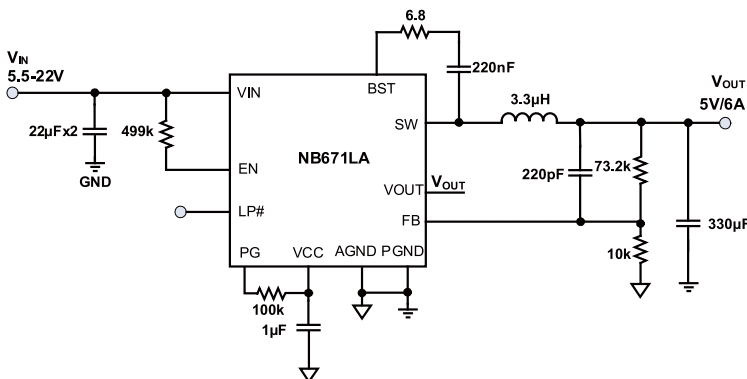 6.8
220nF
VIN
5.5-22V
VIN
BST
3.3µH
VOUT
5V/6A
22µFx2
499k
SW
NB671LA
GND
EN
VOUT
VOUT
220pF
73.2k
LP#
FB
330µF
PG
VCC
AGND
PGND
10k
100k
1µF